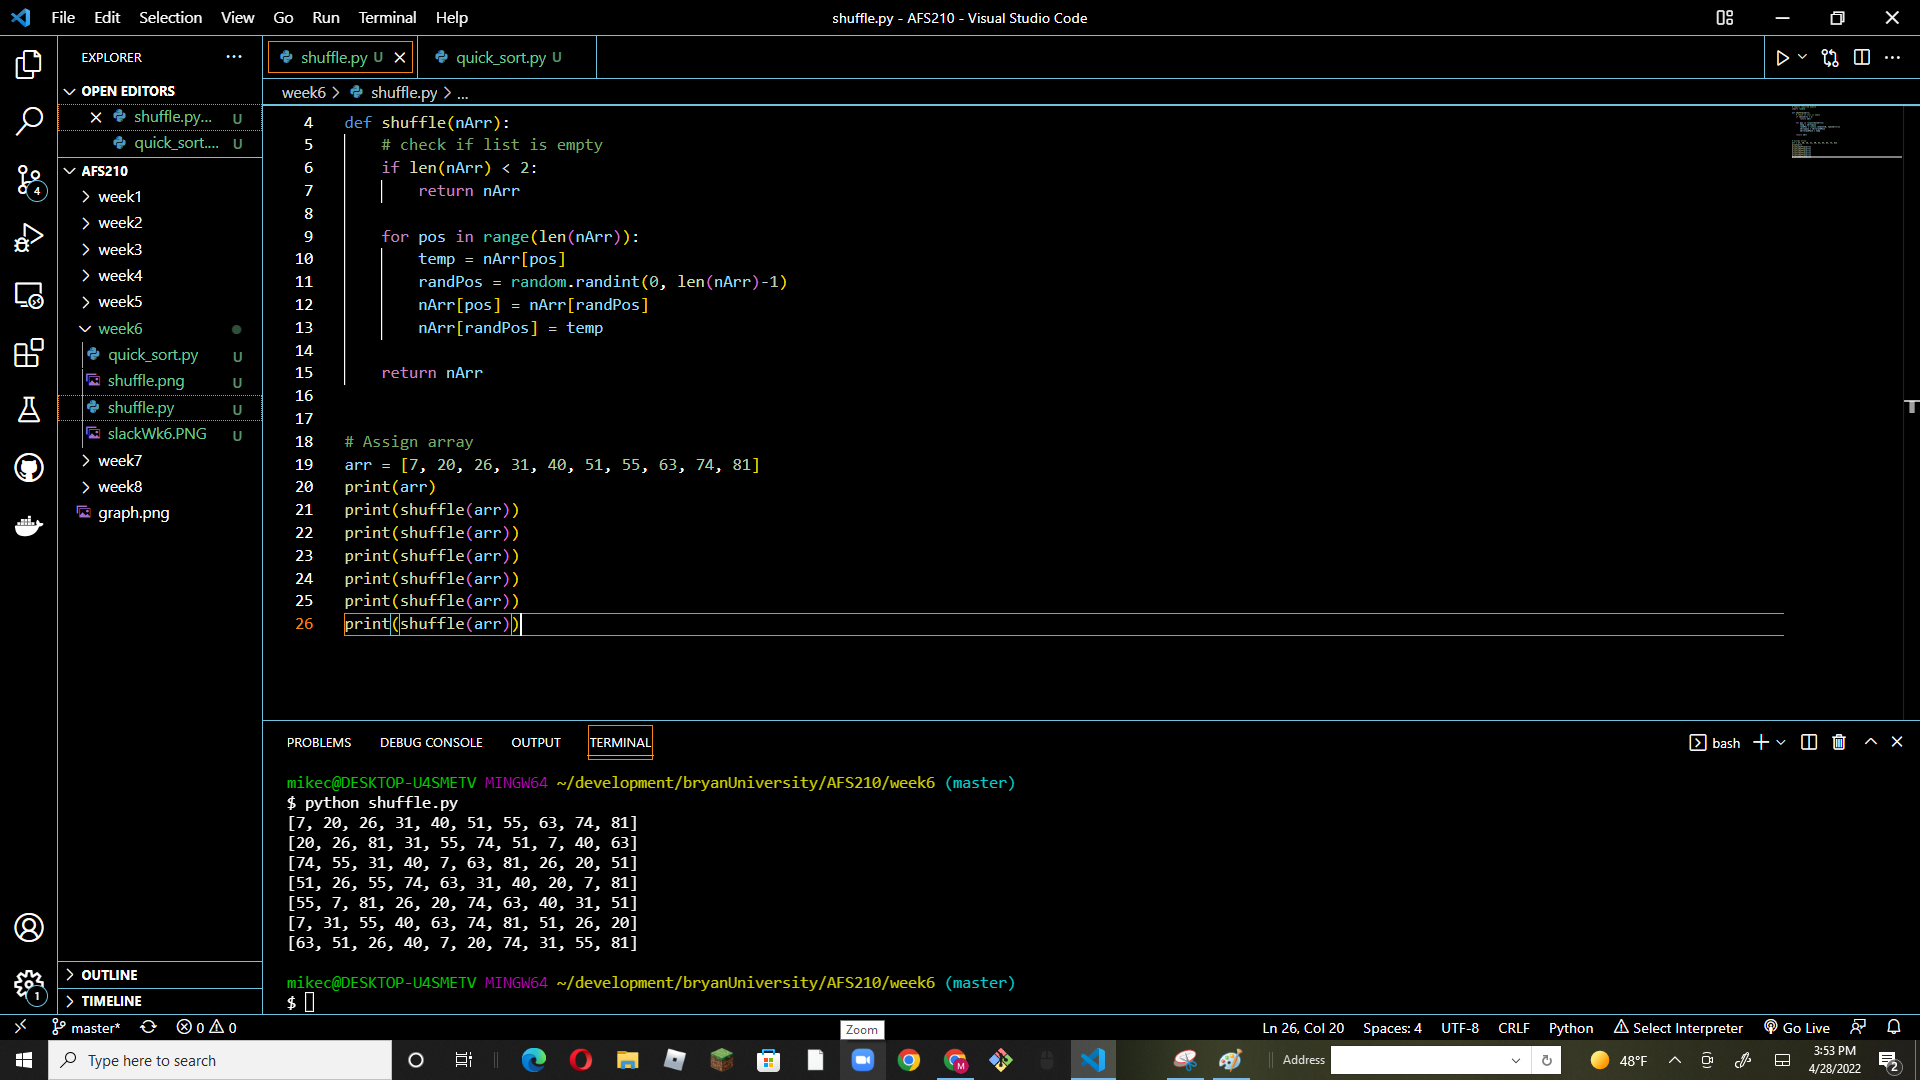 File Edit Selection View Go Run Terminal Help
shuffle.py - AFS210 - Visual Studio Code
EXPLORER
OPEN EDITORS
shuffle.py... U
quick_sort.... U
AFS210
week1
week2
week3
week4
week5
week6
quick_sort.py U
shuffle.png U
shuffle.py U
slackWk6.PNG U
week7
week8
graph.png
OUTLINE
TIMELINE
4
1
shuffle.py U
quick_sort.py U
week6 > shuffle.py > ...
4 def shuffle(nArr):
5 # check if list is empty
6 if len(nArr) < 2:
7 return nArr
8
9 for pos in range(len(nArr)):
10 temp = nArr[pos]
11 randPos = random.randint(0, len(nArr)-1)
12 nArr[pos] = nArr[randPos]
13 nArr[randPos] = temp
14
15 return nArr
16
17
18 # Assign array
19 arr = [7, 20, 26, 31, 40, 51, 55, 63, 74, 81]
20 print(arr)
21 print(shuffle(arr))
22 print(shuffle(arr))
23 print(shuffle(arr))
24 print(shuffle(arr))
25 print(shuffle(arr))
26 print(shuffle(arr))
PROBLEMS DEBUG CONSOLE OUTPUT TERMINAL
bash
mikec@DESKTOP-U4SMETV MINGW64 ~/development/bryanUniversity/AFS210/week6 (master)
$ python shuffle.py
[7, 20, 26, 31, 40, 51, 55, 63, 74, 81]
[20, 26, 81, 31, 55, 74, 51, 7, 40, 63]
[74, 55, 31, 40, 7, 63, 81, 26, 20, 51]
[51, 26, 55, 74, 63, 31, 40, 20, 7, 81]
[55, 7, 81, 26, 20, 74, 63, 40, 31, 51]
[7, 31, 55, 40, 63, 74, 81, 51, 26, 20]
[63, 51, 26, 40, 7, 20, 74, 31, 55, 81]
mikec@DESKTOP-U4SMETV MINGW64 ~/development/bryanUniversity/AFS210/week6 (master)
$
master* 0 0
Zoom
Ln 26, Col 20 Spaces: 4 UTF-8 CRLF Python Select Interpreter Go Live
Type here to search
M
Address
48°F
3:53 PM
4/28/2022
2